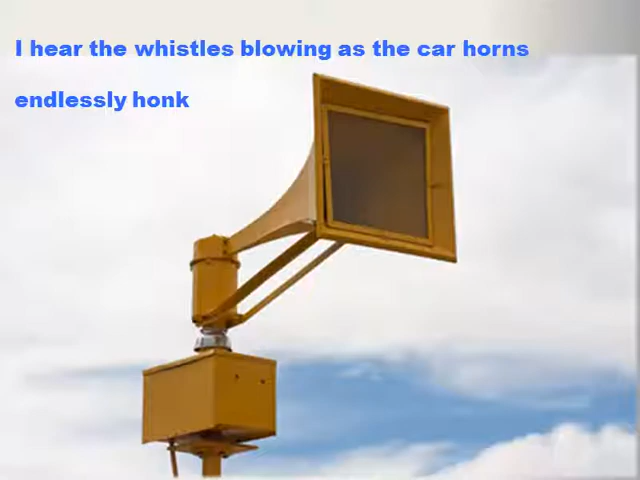 I hear the whistles blowing as the car horns
endlessly honk